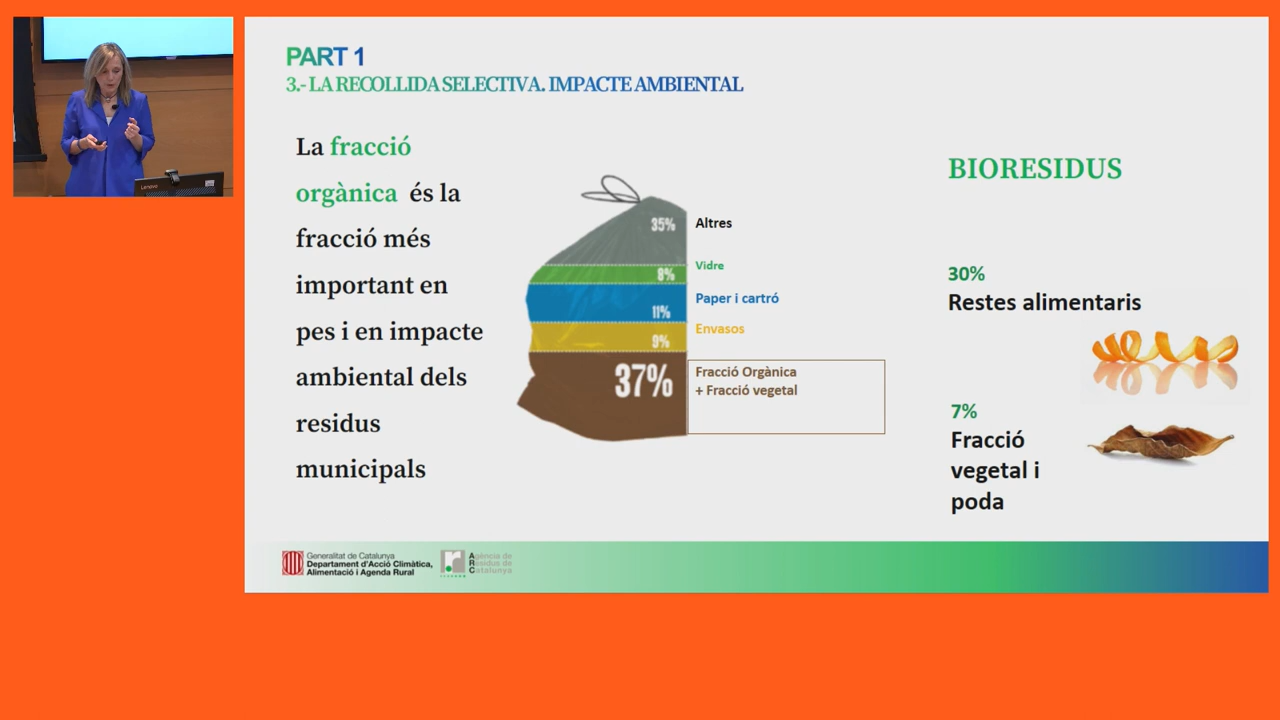 PART 1
3.- LA RECOLLIDA SELECTIVA. IMPACTE AMBIENTAL
La fracció
orgànica és la
fracció més
important en
pes i en impacte
ambiental dels
residus
municipals
35% Altres
8% Vidre
11% Paper i cartró
9% Envasos
37% Fracció Orgànica
+ Fracció vegetal
BIORESIDUS
30%
Restes alimentaris
7%
Fracció
vegetal i
poda
Generalitat de Catalunya
Departament d'Acció Climàtica,
Alimentació i Agenda Rural
Agència de
Residus de
Catalunya
Lenovo